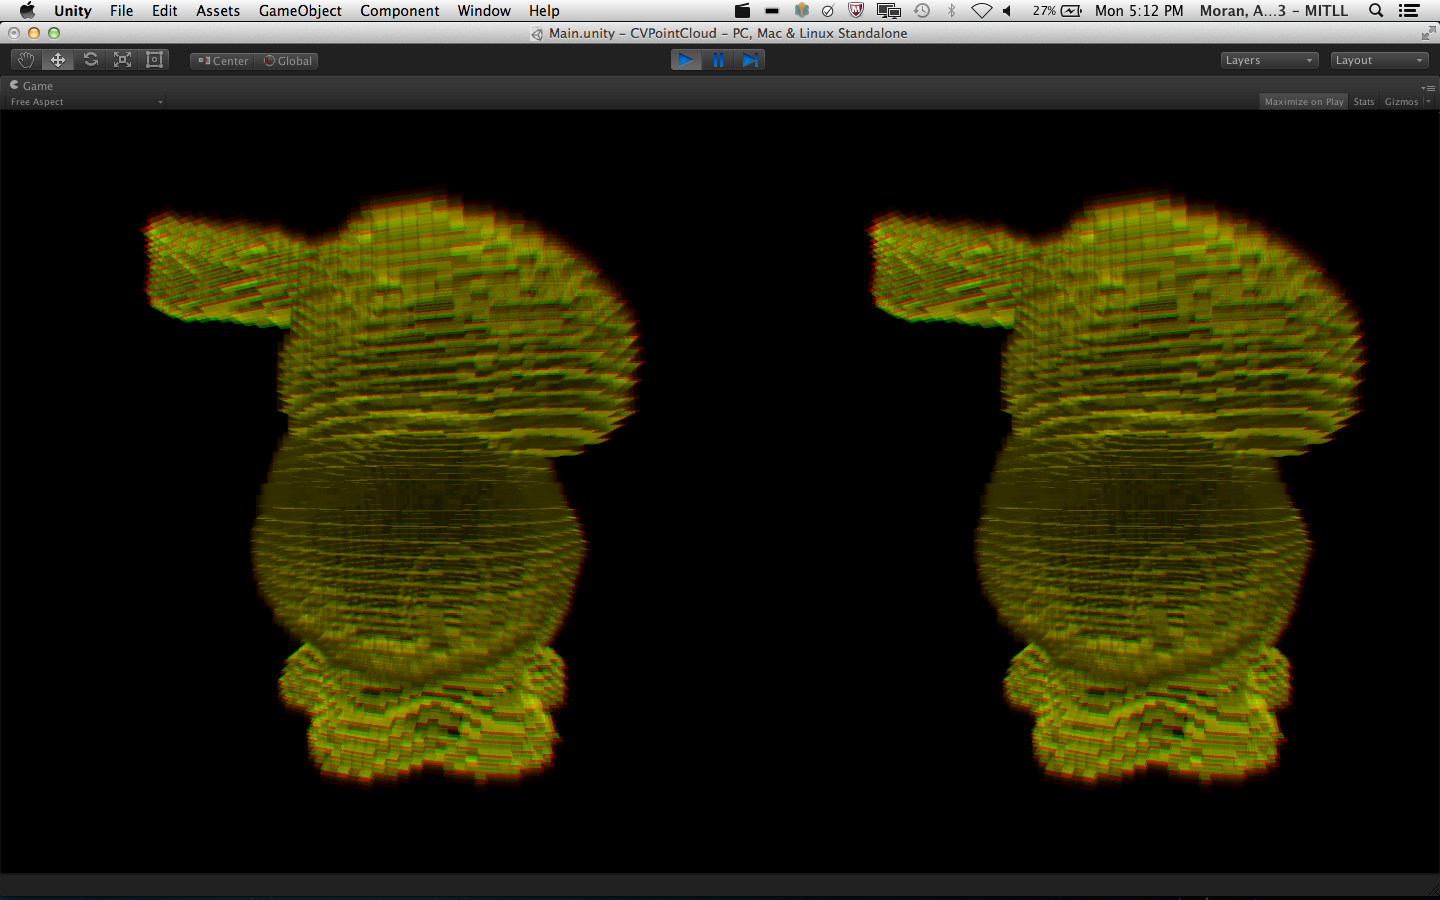 Unity File Edit Assets GameObject Component Window Help 27% Mon 5:12 PM Moran, A...3 – MITLL
Main.unity – CVPointCloud – PC, Mac & Linux Standalone
Center Global Layers Layout
Game
Free Aspect Maximize on Play Stats Gizmos